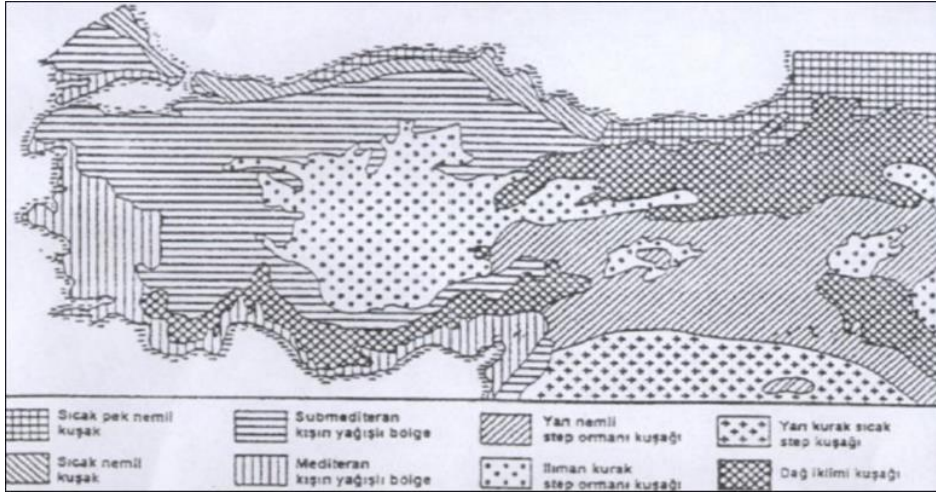 Sıcak pek nemli
kuşak
Submediteran
kışın yağışlı bölge
Yarı nemli
step ormanı kuşağı
Yarı kurak sıcak
step kuşağı
Sıcak nemli
kuşak
Mediteran
kışın yağışlı bölge
Ilıman kurak
step ormanı kuşağı
Dağ iklimi kuşağı